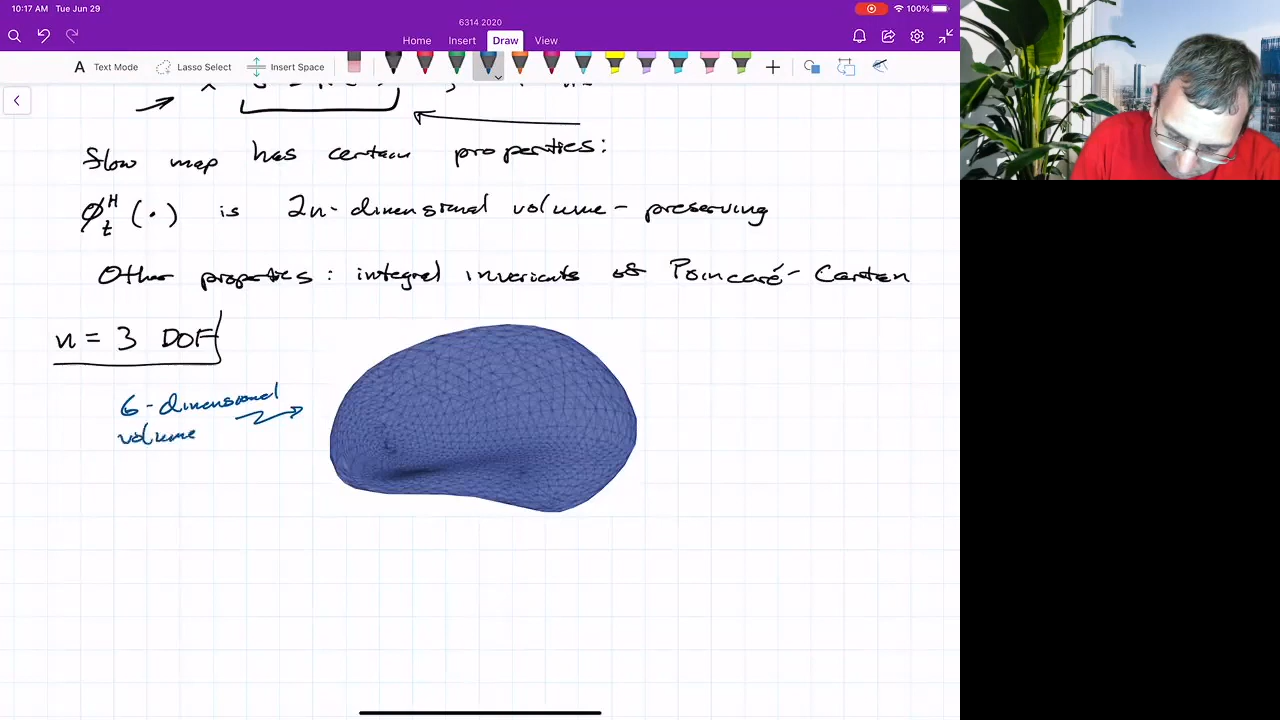 10:17 AM Tue Jun 29
100%
6314 2020
Home Insert Draw View
Text Mode Lasso Select Insert Space
flow map has certain properties:
ϕ_t^H (·) is 2n-dimensional volume-preserving
Other properties: integral invariants of Poincaré-Cartan
n = 3 DOF
6-dimensional
volume